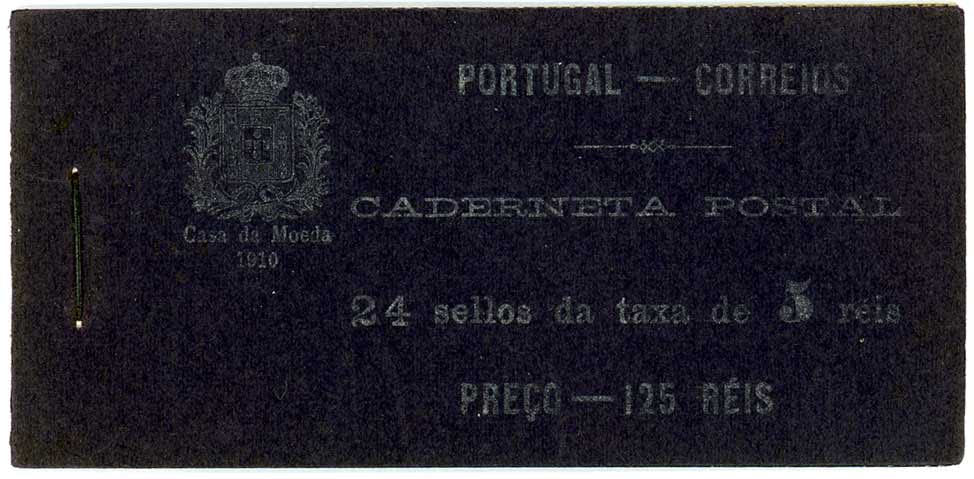 PORTUGAL — CORREIOS
CADERNETA POSTAL
Casa da Moeda
1910
24 sellos da taxa de 5 réis
PREÇO — 125 RÉIS